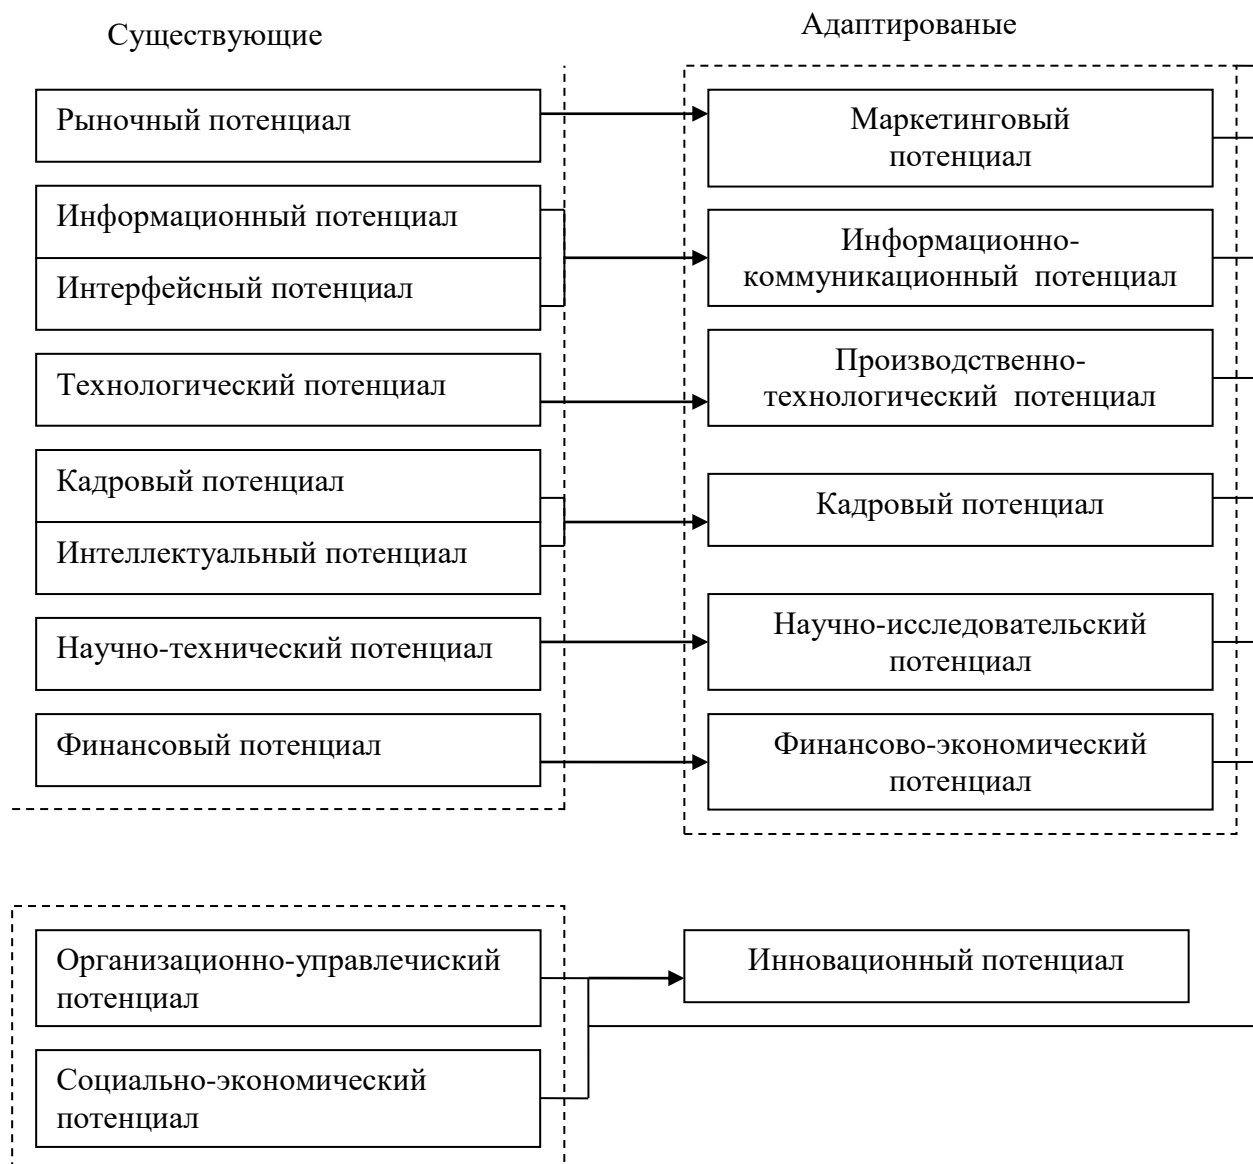 Существующие
Адаптированые
Рыночный потенциал
Маркетинговый
потенциал
Информационный потенциал
Интерфейсный потенциал
Информационно-
коммуникационный потенциал
Технологический потенциал
Производственно-
технологический потенциал
Кадровый потенциал
Интеллектуальный потенциал
Кадровый потенциал
Научно-технический потенциал
Научно-исследовательский
потенциал
Финансовый потенциал
Финансово-экономический
потенциал
Организационно-управлечиский
потенциал
Инновационный потенциал
Социально-экономический
потенциал